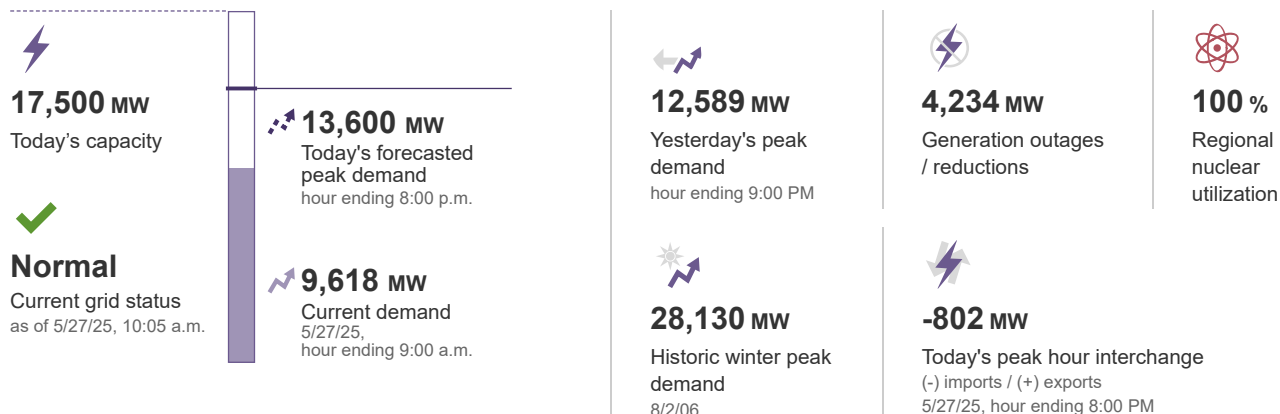 17,500 MW
Today's capacity
Normal
Current grid status
as of 5/27/25, 10:05 a.m.
13,600 MW
Today's forecasted
peak demand
hour ending 8:00 p.m.
9,618 MW
Current demand
5/27/25,
hour ending 9:00 a.m.
12,589 MW
Yesterday's peak
demand
hour ending 9:00 PM
4,234 MW
Generation outages
/ reductions
100 %
Regional
nuclear
utilization
28,130 MW
Historic winter peak
demand
8/2/06
-802 MW
Today's peak hour interchange
(-) imports / (+) exports
5/27/25, hour ending 8:00 PM